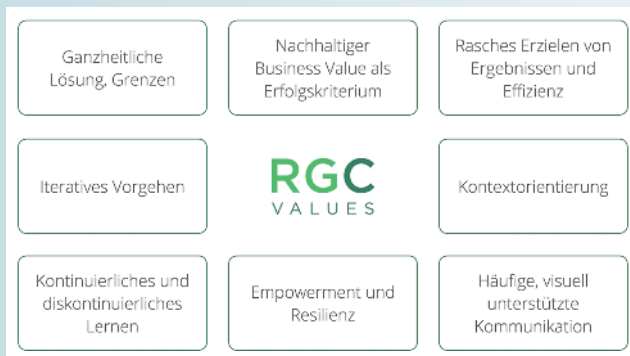 Ganzheitliche
Lösung, Grenzen
Nachhaltiger
Business Value als
Erfolgskriterium
Rasches Erzielen von
Ergebnissen und
Effizienz
Iteratives Vorgehen
RGC
VALUES
Kontextorientierung
Kontinuierliches und
diskontinuierliches
Lernen
Empowerment und
Resilienz
Häufige, visuell
unterstützte
Kommunikation